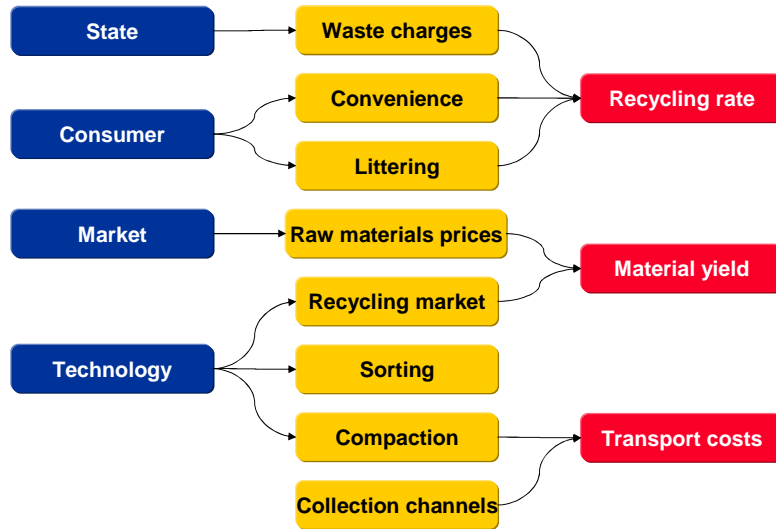 State
Waste charges
Convenience
Recycling rate
Consumer
Littering
Market
Raw materials prices
Material yield
Recycling market
Technology
Sorting
Compaction
Transport costs
Collection channels